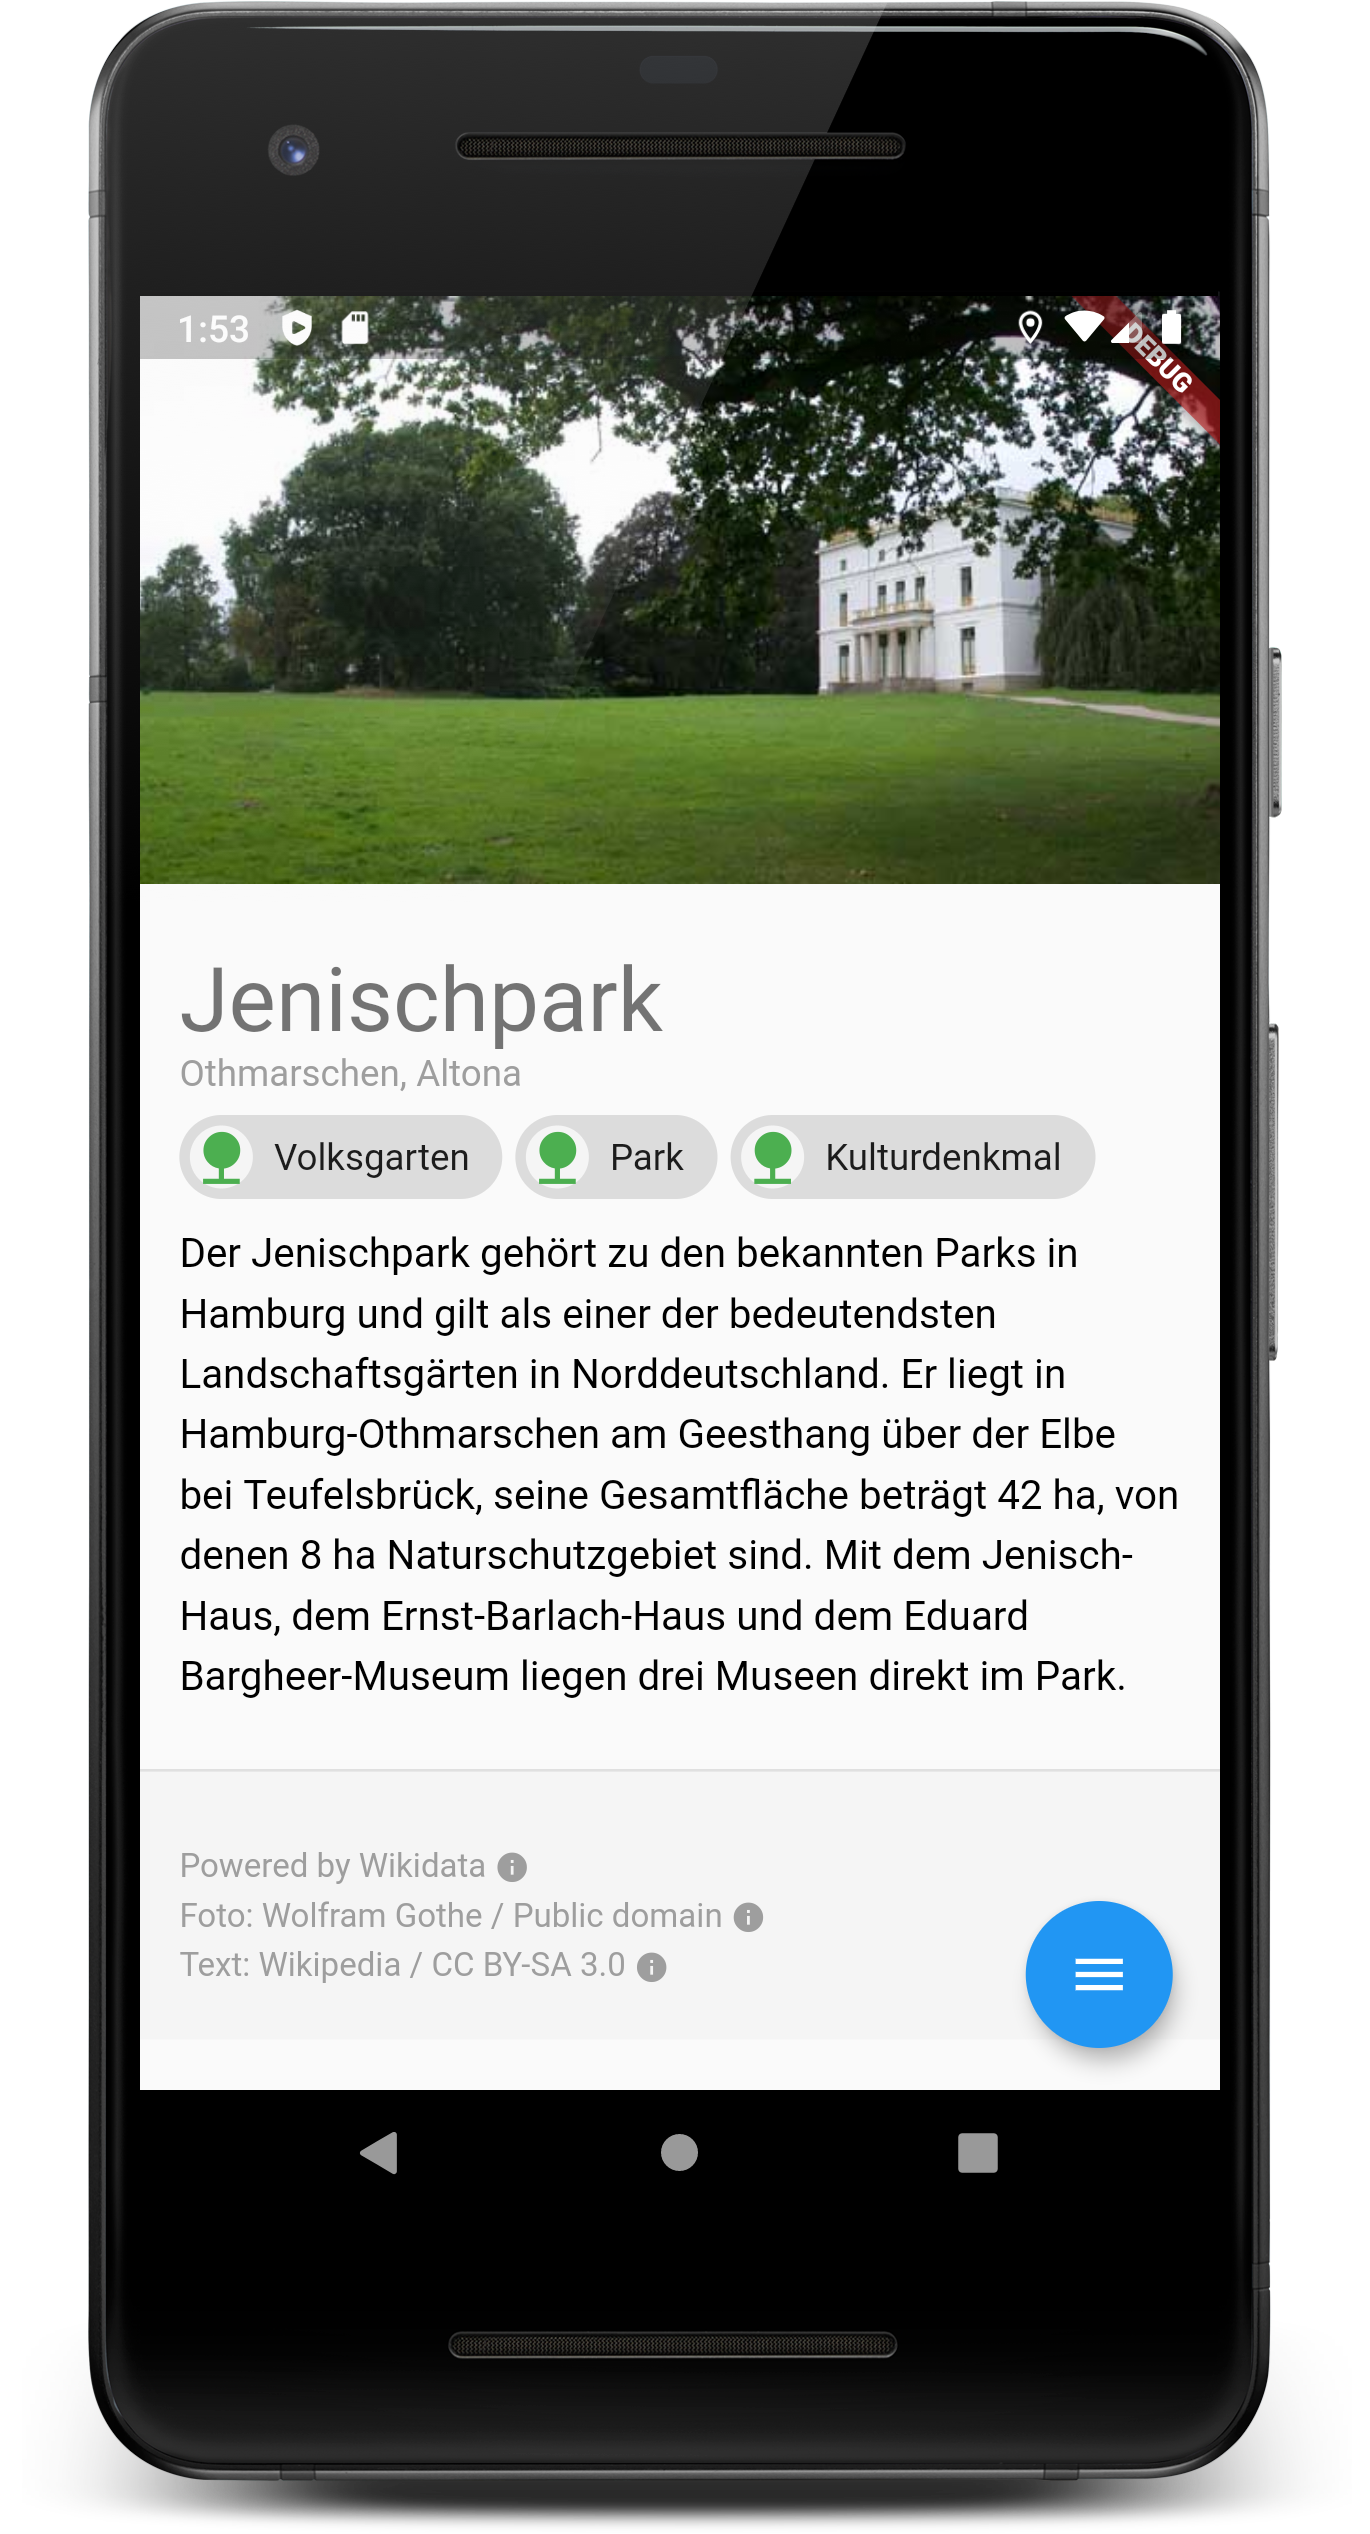 1:53
DEBUG
Jenischpark
Othmarschen, Altona
Volksgarten Park Kulturdenkmal
Der Jenischpark gehört zu den bekannten Parks in
Hamburg und gilt als einer der bedeutendsten
Landschaftsgärten in Norddeutschland. Er liegt in
Hamburg-Othmarschen am Geesthang über der Elbe
bei Teufelsbrück, seine Gesamtfläche beträgt 42 ha, von
denen 8 ha Naturschutzgebiet sind. Mit dem Jenisch-
Haus, dem Ernst-Barlach-Haus und dem Eduard
Bargheer-Museum liegen drei Museen direkt im Park.
Powered by Wikidata
Foto: Wolfram Gothe / Public domain
Text: Wikipedia / CC BY-SA 3.0